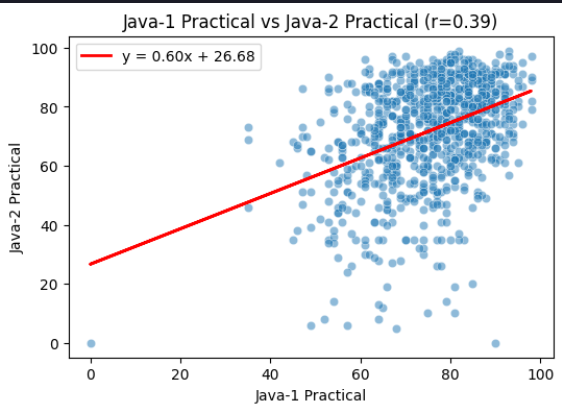 Java-1 Practical vs Java-2 Practical (r=0.39)
y = 0.60x + 26.68
100
80
60
40
20
0
Java-2 Practical
0 20 40 60 80 100
Java-1 Practical